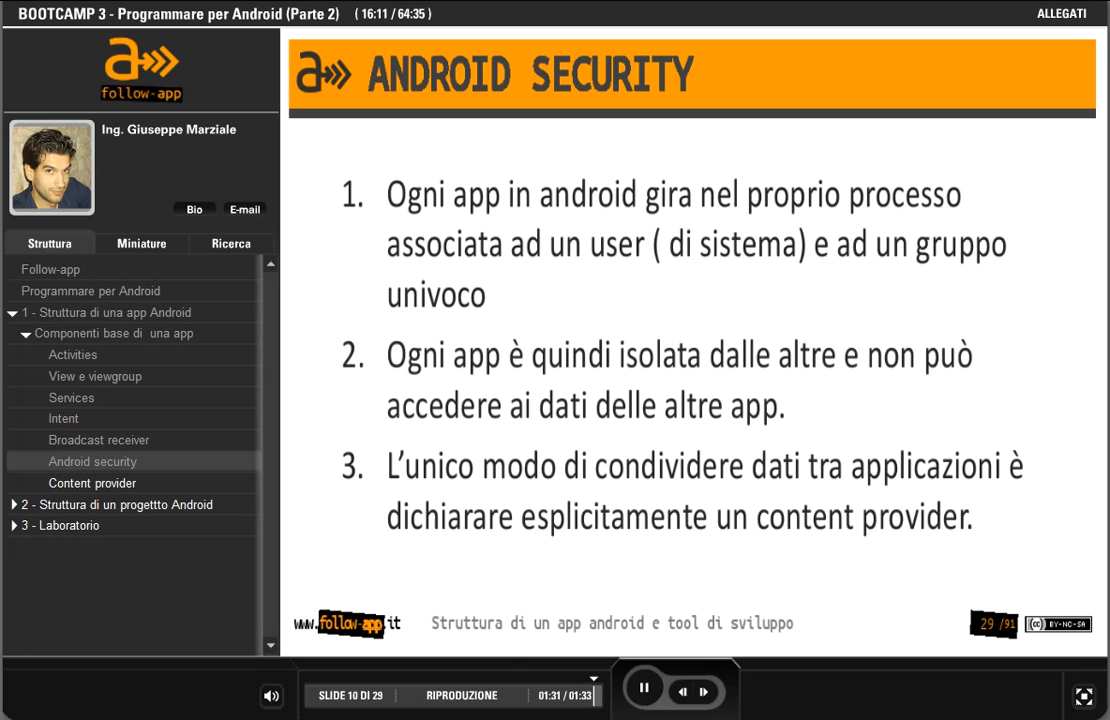 BOOTCAMP 3 - Programmare per Android (Parte 2) ( 16:11 / 64:35 )
ALLEGATI
a
follow-app
Ing. Giuseppe Marziale
Bio
E-mail
Struttura
Miniature
Ricerca
Follow-app
Programmare per Android
1 - Struttura di una app Android
Componenti base di una app
Activities
View e viewgroup
Services
Intent
Broadcast receiver
Android security
Content provider
2 - Struttura di un progettto Android
3 - Laboratorio
a ANDROID SECURITY
1. Ogni app in android gira nel proprio processo
associata ad un user ( di sistema) e ad un gruppo
univoco
2. Ogni app è quindi isolata dalle altre e non può
accedere ai dati delle altre app.
3. L’unico modo di condividere dati tra applicazioni è
dichiarare esplicitamente un content provider.
www.follow-app.it
Struttura di un app android e tool di sviluppo
29 /91
(cc) BY-NC-SA
SLIDE 10 DI 29
RIPRODUZIONE
01:31 / 01:33